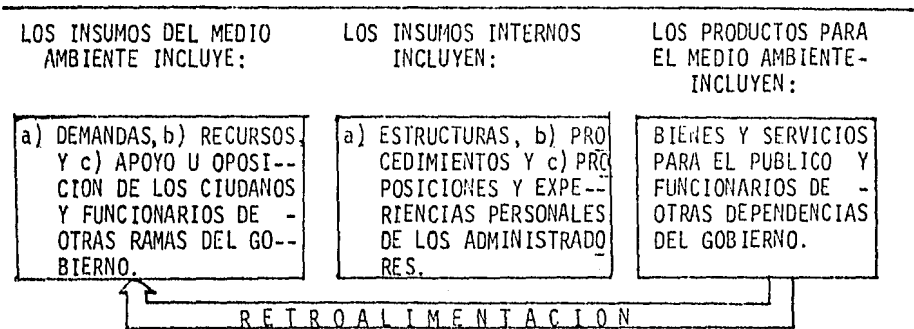 LOS INSUMOS DEL MEDIO
AMBIENTE INCLUYE:
a) DEMANDAS, b) RECURSOS,
Y c) APOYO U OPOSI--
CION DE LOS CIUDANOS
Y FUNCIONARIOS DE -
OTRAS RAMAS DEL GO--
BIERNO.
LOS INSUMOS INTERNOS
INCLUYEN:
a) ESTRUCTURAS, b) PRO
CEDIMIENTOS Y c) PRO
POSICIONES Y EXPE--
RIENCIAS PERSONALES
DE LOS ADMINISTRADO
RES.
LOS PRODUCTOS PARA
EL MEDIO AMBIENTE-
INCLUYEN:
BIENES Y SERVICIOS
PARA EL PUBLICO Y
FUNCIONARIOS DE -
OTRAS DEPENDENCIAS
DEL GOBIERNO.
RETROALIMENTACION